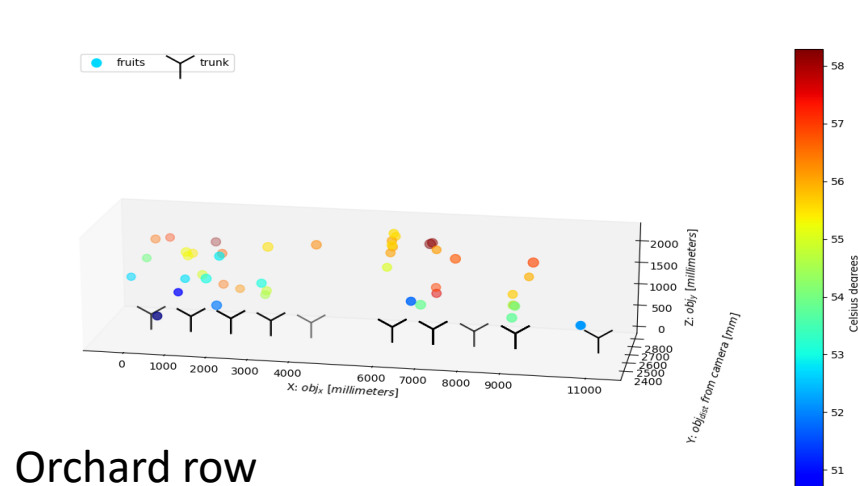 fruits trunk
58
57
56
55
54
53
52
51
Celsius degrees
2000
1500
1000
500
0
Z: obj_y [millimeters]
2800
2700
2600
2500
2400
Y: obj_dist from camera [mm]
0 1000 2000 3000 4000 6000 7000 8000 9000 11000
X: obj_x [millimeters]
Orchard row